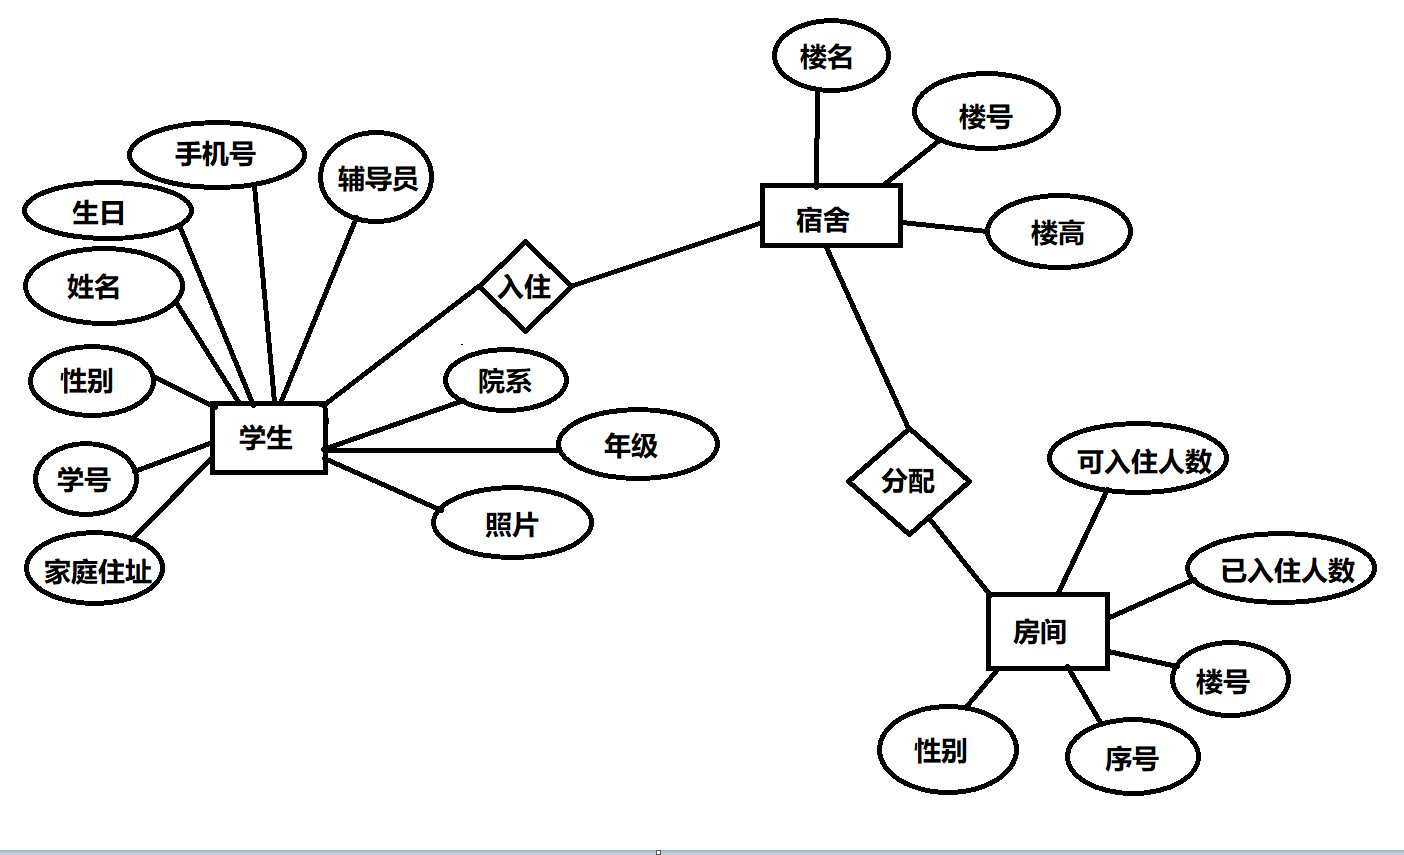 楼名
楼号
手机号
辅导员
生日
宿舍
楼高
姓名
入住
性别
院系
学生
年级
学号
分配
可入住人数
照片
家庭住址
已入住人数
房间
楼号
性别
序号